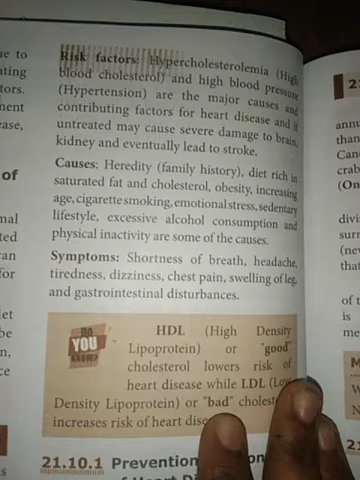 Risk factors: Hypercholesterolemia (High
blood cholesterol) and high blood pressure
(Hypertension) are the major causes and
contributing factors for heart disease and if
untreated may cause severe damage to brain,
kidney and eventually lead to stroke.
Causes: Heredity (family history), diet rich in
saturated fat and cholesterol, obesity, increasing
age, cigarette smoking, emotional stress, sedentary
lifestyle, excessive alcohol consumption and
physical inactivity are some of the causes.
Symptoms: Shortness of breath, headache,
tiredness, dizziness, chest pain, swelling of leg
and gastrointestinal disturbances.
DO
YOU
KNOW?
HDL (High Density
Lipoprotein) or "good"
cholesterol lowers risk of
heart disease while LDL (Low
Density Lipoprotein) or "bad"
increases risk of heart
21.10.1 Prevention
of Heart